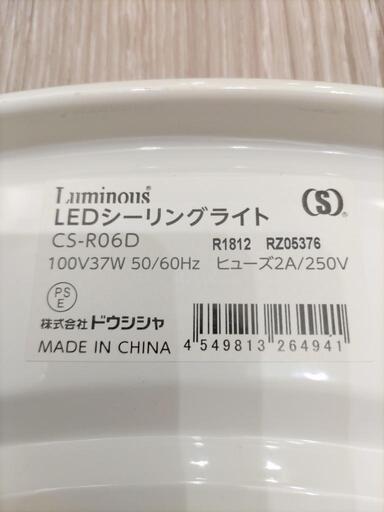 Luminous®
LEDシーリングライト
CS-R06D R1812 RZ05376
100V37W 50/60Hz ヒューズ2A/250V
(S)
PS
E
株式会社 ドウシシャ
MADE IN CHINA
4 549813 264941